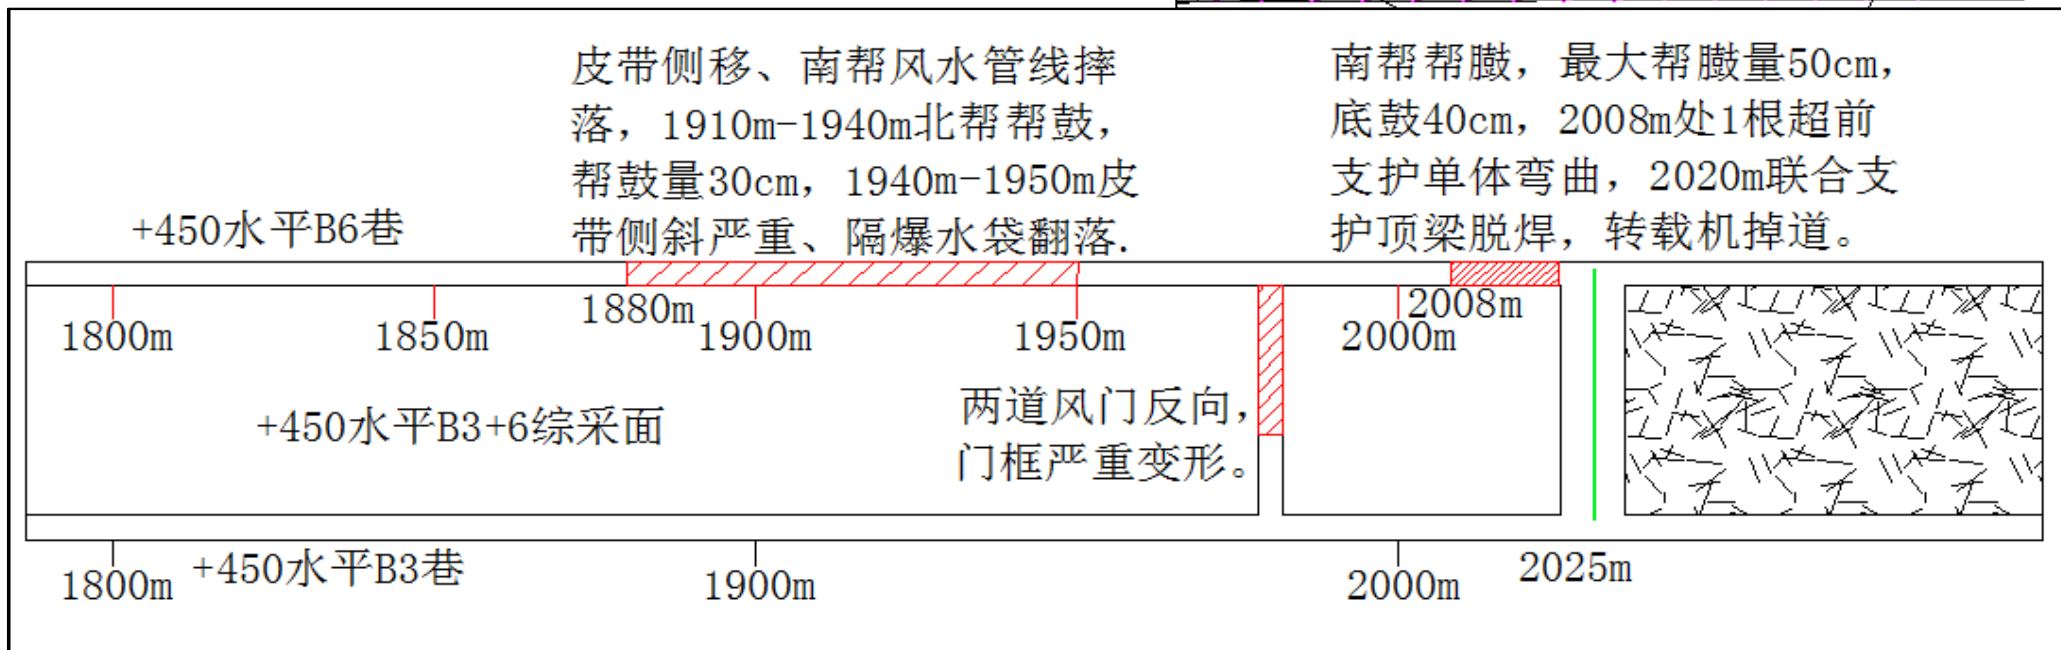 皮带侧移、南帮风水管线摔
落，1910m-1940m北帮帮鼓，
帮鼓量30cm，1940m-1950m皮
带侧斜严重、隔爆水袋翻落.
南帮帮臌，最大帮臌量50cm，
底鼓40cm，2008m处1根超前
支护单体弯曲，2020m联合支
护顶梁脱焊，转载机掉道。
+450水平B6巷
1800m
1850m
1880m
1900m
1950m
2000m
2008m
+450水平B3+6综采面
两道风门反向，
门框严重变形。
1800m
+450水平B3巷
1900m
2000m
2025m